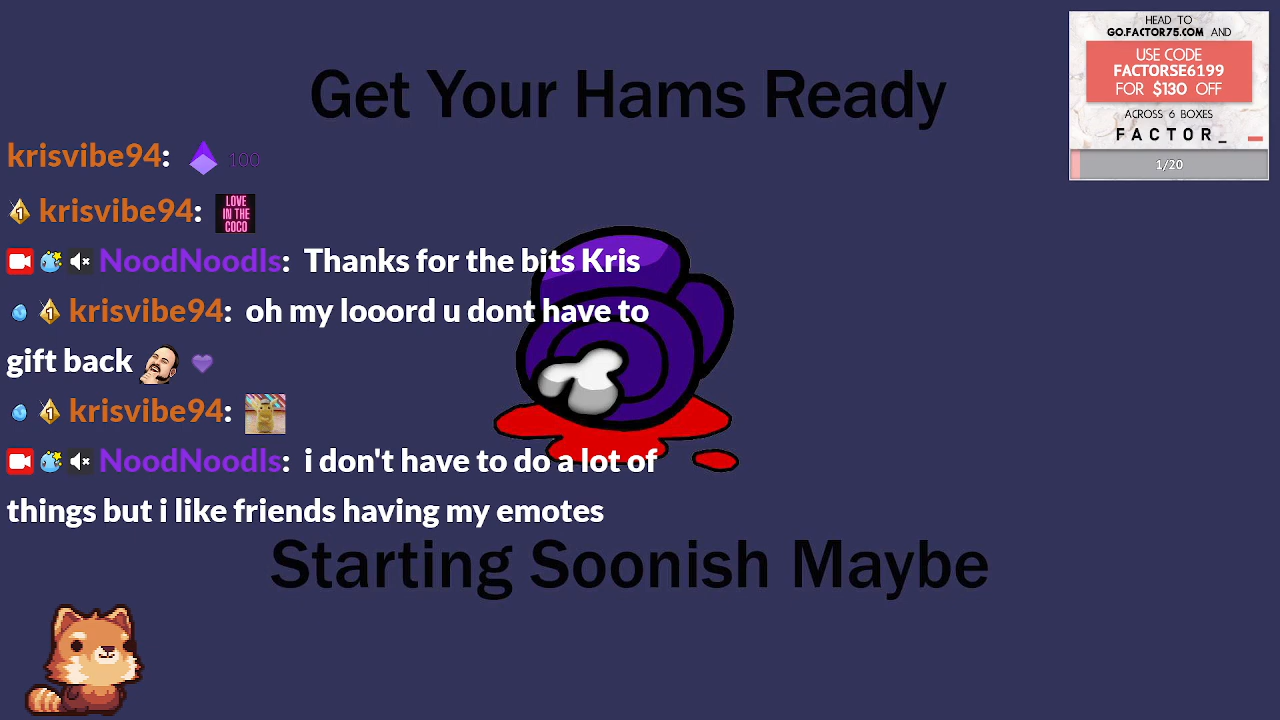 HEAD TO
GO.FACTOR75.COM AND
USE CODE
FACTORSE6199
FOR $130 OFF
ACROSS 6 BOXES
FACTOR_
1/20
Get Your Hams Ready
krisvibe94: 100
1 krisvibe94: LOVE IN THE COCO
NoodNoodls: Thanks for the bits Kris
1 krisvibe94: oh my looord u dont have to
gift back
1 krisvibe94:
NoodNoodls: i don't have to do a lot of
things but i like friends having my emotes
Starting Soonish Maybe